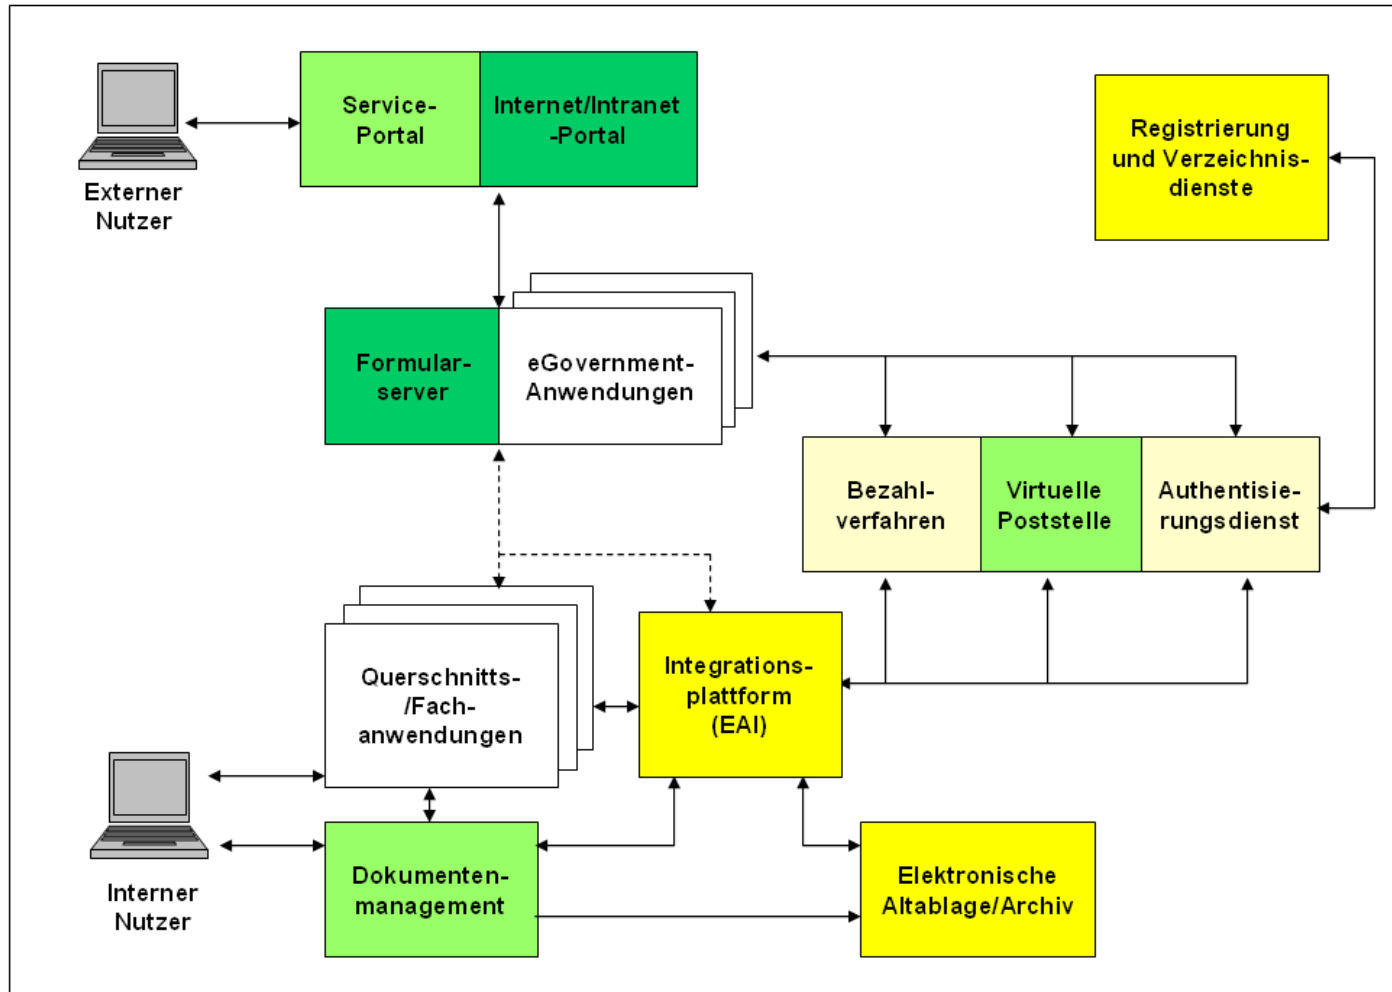 Service-
Portal
Internet/Intranet
-Portal
Registrierung
und Verzeichnis-
dienste
Externer
Nutzer
Formular-
server
eGovernment-
Anwendungen
Bezahl-
verfahren
Virtuelle
Poststelle
Authentisie-
rungsdienst
Querschnitts-
/Fach-
anwendungen
Integrations-
plattform
(EAI)
Interner
Nutzer
Dokumenten-
management
Elektronische
Altablage/Archiv